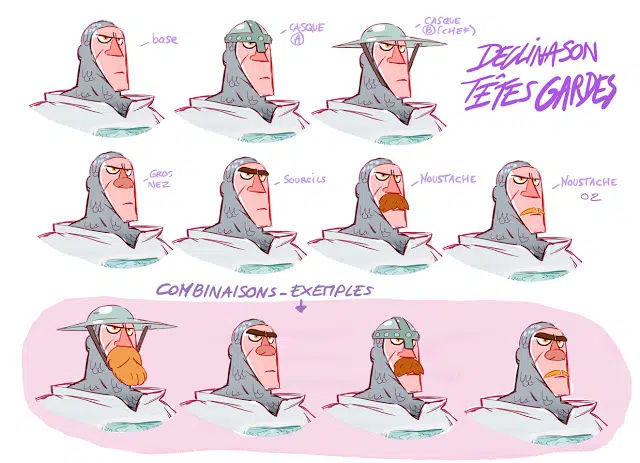 base
CASQUE
A
CASQUE
B (CHEF)
DECLINASON
TÊTES GARDES
GROS
NEZ
SOURCILS
MOUSTACHE
MOUSTACHE
02
COMBINAISONS - EXEMPLES